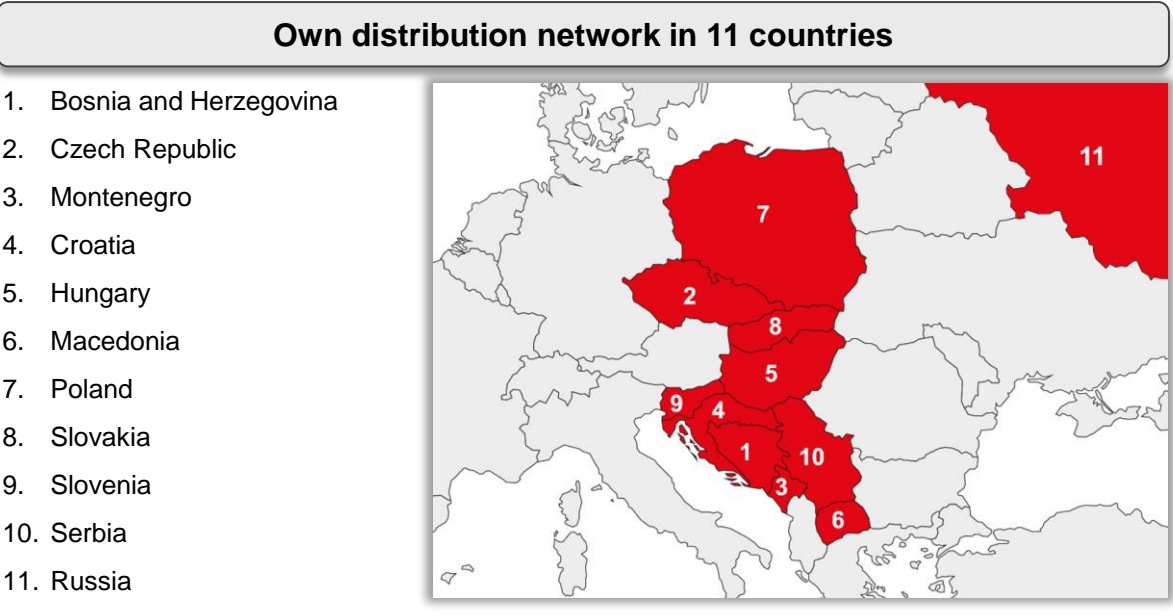 Own distribution network in 11 countries
1. Bosnia and Herzegovina
2. Czech Republic
3. Montenegro
4. Croatia
5. Hungary
6. Macedonia
7. Poland
8. Slovakia
9. Slovenia
10. Serbia
11. Russia
11
7
2
8
5
9
4
1
10
3
6